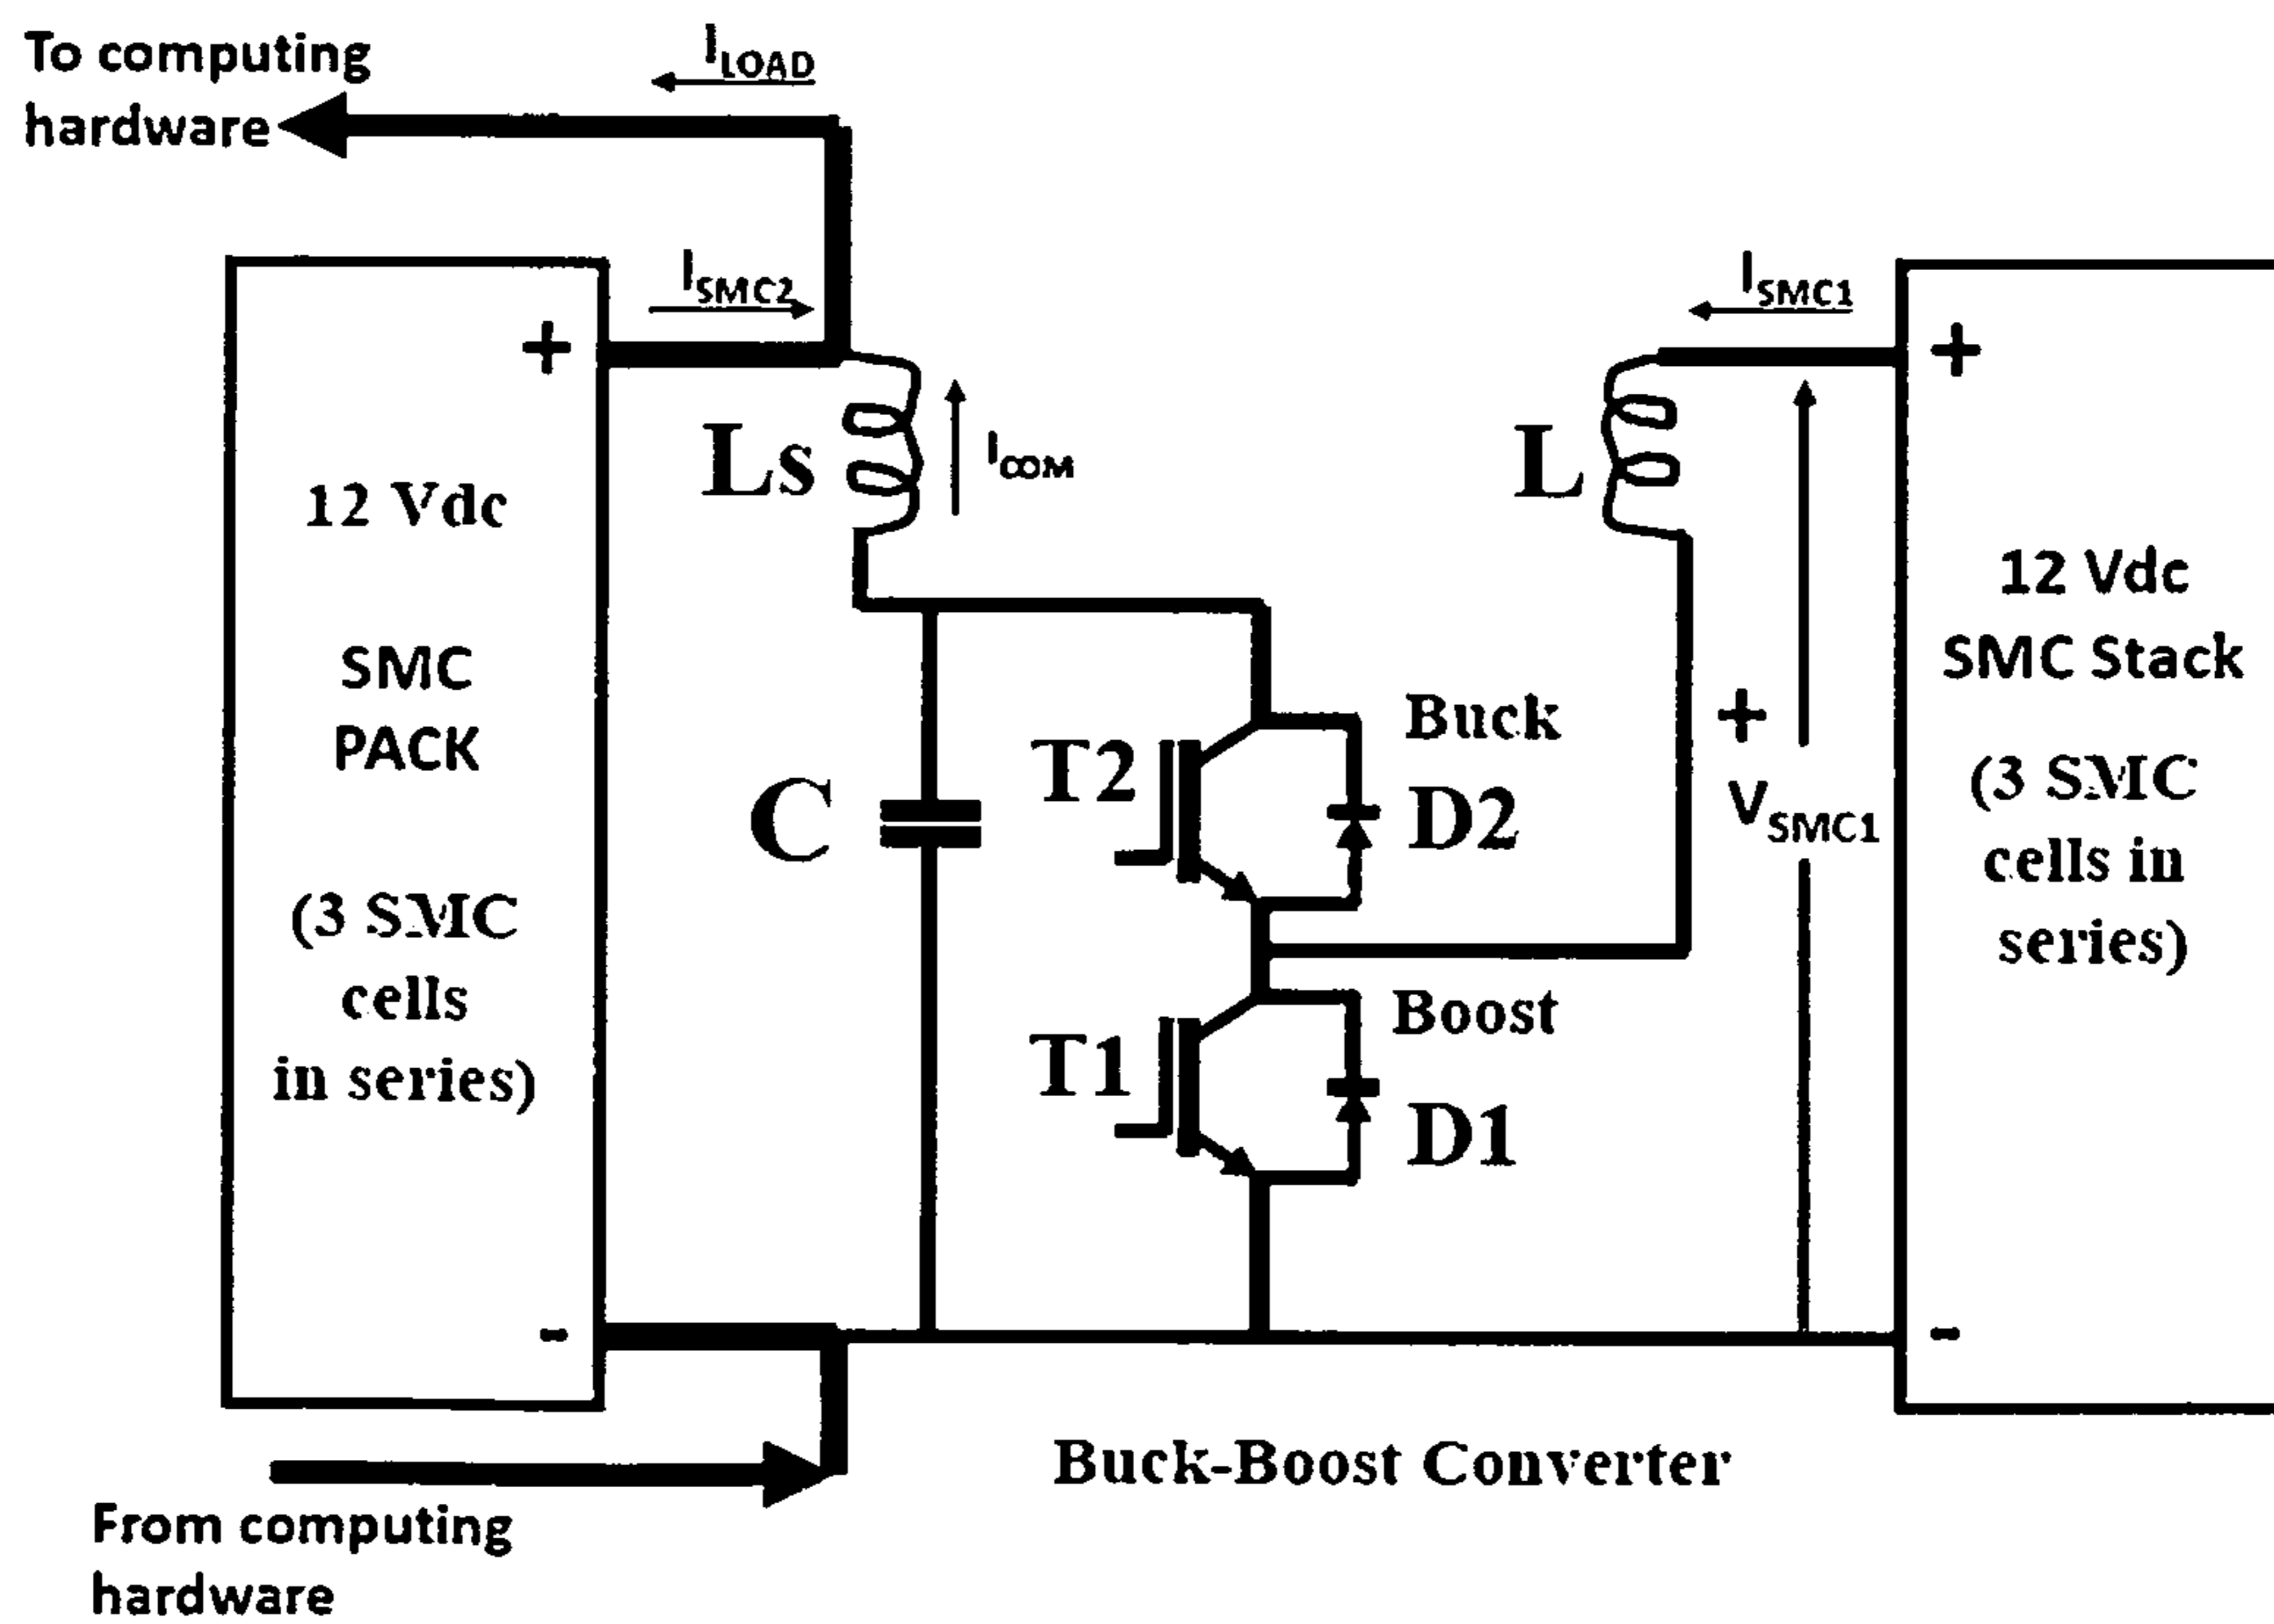 To computing
hardware
I_LOAD
I_SMC2
I_SMC1
+
+
12 Vdc
SMC
PACK
(3 SMC
cells
in series)
-
Ls
I_COM
L
C
T2
Buck
D2
T1
Boost
D1
+
V_SMC1
12 Vdc
SMC Stack
(3 SMC
cells in
series)
-
Buck-Boost Converter
From computing
hardware